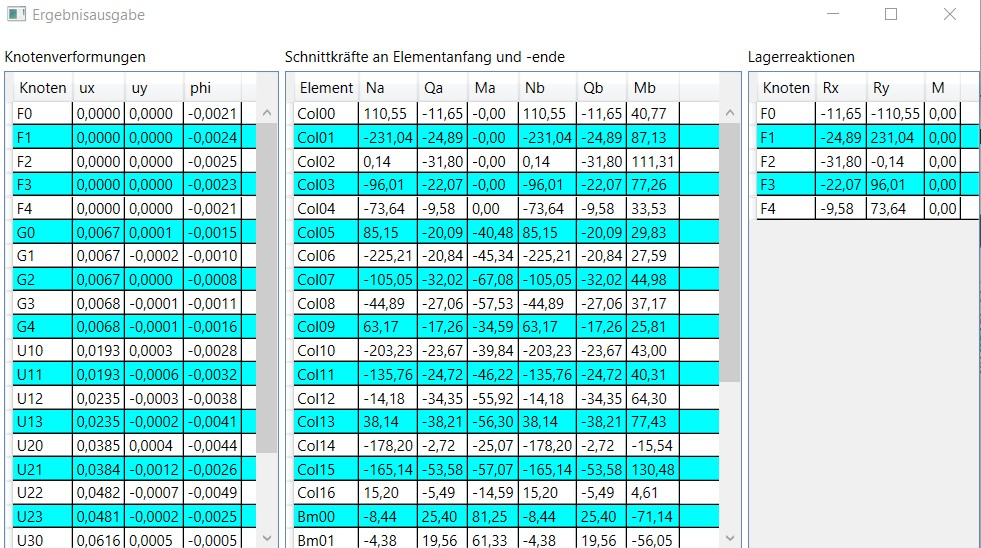 Ergebnisausgabe
Knotenverformungen
Knoten ux uy phi
F0 0,0000 0,0000 -0,0021
F1 0,0000 0,0000 -0,0024
F2 0,0000 0,0000 -0,0025
F3 0,0000 0,0000 -0,0023
F4 0,0000 0,0000 -0,0021
G0 0,0067 0,0001 -0,0015
G1 0,0067 -0,0002 -0,0010
G2 0,0067 0,0000 -0,0008
G3 0,0068 -0,0001 -0,0011
G4 0,0068 -0,0001 -0,0016
U10 0,0193 0,0003 -0,0028
U11 0,0193 -0,0006 -0,0032
U12 0,0235 -0,0003 -0,0038
U13 0,0235 -0,0002 -0,0041
U20 0,0385 0,0004 -0,0044
U21 0,0384 -0,0012 -0,0026
U22 0,0482 -0,0007 -0,0049
U23 0,0481 -0,0002 -0,0025
U30 0,0616 0,0005 -0,0005
Schnittkräfte an Elementanfang und -ende
Element Na Qa Ma Nb Qb Mb
Col00 110,55 -11,65 -0,00 110,55 -11,65 40,77
Col01 -231,04 -24,89 -0,00 -231,04 -24,89 87,13
Col02 0,14 -31,80 -0,00 0,14 -31,80 111,31
Col03 -96,01 -22,07 -0,00 -96,01 -22,07 77,26
Col04 -73,64 -9,58 0,00 -73,64 -9,58 33,53
Col05 85,15 -20,09 -40,48 85,15 -20,09 29,83
Col06 -225,21 -20,84 -45,34 -225,21 -20,84 27,59
Col07 -105,05 -32,02 -67,08 -105,05 -32,02 44,98
Col08 -44,89 -27,06 -57,53 -44,89 -27,06 37,17
Col09 63,17 -17,26 -34,59 63,17 -17,26 25,81
Col10 -203,23 -23,67 -39,84 -203,23 -23,67 43,00
Col11 -135,76 -24,72 -46,22 -135,76 -24,72 40,31
Col12 -14,18 -34,35 -55,92 -14,18 -34,35 64,30
Col13 38,14 -38,21 -56,30 38,14 -38,21 77,43
Col14 -178,20 -2,72 -25,07 -178,20 -2,72 -15,54
Col15 -165,14 -53,58 -57,07 -165,14 -53,58 130,48
Col16 15,20 -5,49 -14,59 15,20 -5,49 4,61
Bm00 -8,44 25,40 81,25 -8,44 25,40 -71,14
Bm01 -4,38 19,56 61,33 -4,38 19,56 -56,05
Lagerreaktionen
Knoten Rx Ry M
F0 -11,65 -110,55 0,00
F1 -24,89 231,04 0,00
F2 -31,80 -0,14 0,00
F3 -22,07 96,01 0,00
F4 -9,58 73,64 0,00